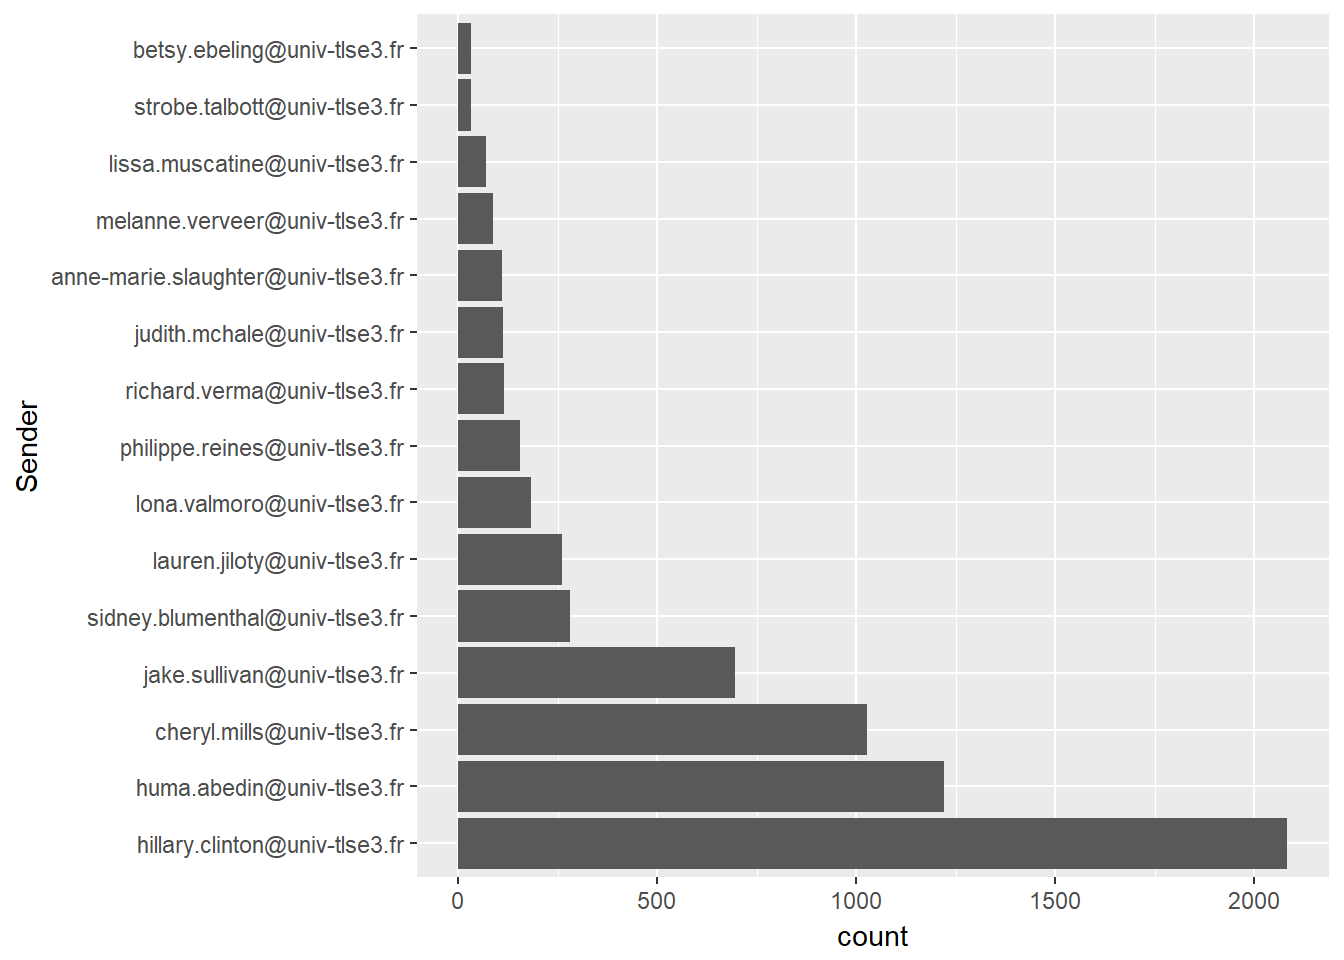 Sender
betsy.ebeling@univ-tlse3.fr
strobe.talbott@univ-tlse3.fr
lissa.muscatine@univ-tlse3.fr
melanne.verveer@univ-tlse3.fr
anne-marie.slaughter@univ-tlse3.fr
judith.mchale@univ-tlse3.fr
richard.verma@univ-tlse3.fr
philippe.reines@univ-tlse3.fr
lona.valmoro@univ-tlse3.fr
lauren.jiloty@univ-tlse3.fr
sidney.blumenthal@univ-tlse3.fr
jake.sullivan@univ-tlse3.fr
cheryl.mills@univ-tlse3.fr
huma.abedin@univ-tlse3.fr
hillary.clinton@univ-tlse3.fr
0 500 1000 1500 2000
count